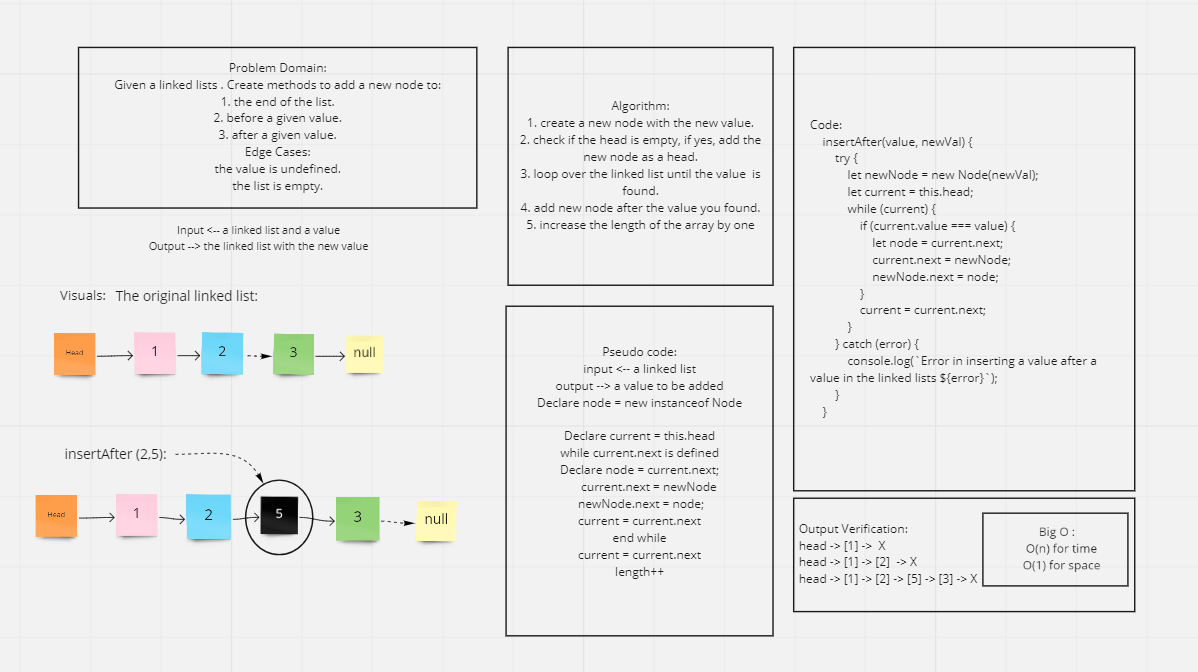 Problem Domain:
Given a linked lists . Create methods to add a new node to:
1. the end of the list.
2. before a given value.
3. after a given value.
Edge Cases:
the value is undefined.
the list is empty.
Input <-- a linked list and a value
Output --> the linked list with the new value
Visuals: The original linked list:
Head 1 2 3 null
insertAfter (2,5):
Head 1 2 5 3 null
Algorithm:
1. create a new node with the new value.
2. check if the head is empty, if yes, add the
new node as a head.
3. loop over the linked list until the value is
found.
4. add new node after the value you found.
5. increase the length of the array by one
Pseudo code:
input <-- a linked list
output --> a value to be added
Declare node = new instanceof Node
Declare current = this.head
while current.next is defined
Declare node = current.next;
current.next = newNode
newNode.next = node;
current = current.next
end while
current = current.next
length++
Code:
insertAfter(value, newVal) {
try {
let newNode = new Node(newVal);
let current = this.head;
while (current) {
if (current.value === value) {
let node = current.next;
current.next = newNode;
newNode.next = node;
}
current = current.next;
}
} catch (error) {
console.log(`Error in inserting a value after a
value in the linked lists ${error}`);
}
}
Output Verification:
head -> [1] -> X
head -> [1] -> [2] -> X
head -> [1] -> [2] -> [5] -> [3] -> X
Big O :
O(n) for time
O(1) for space